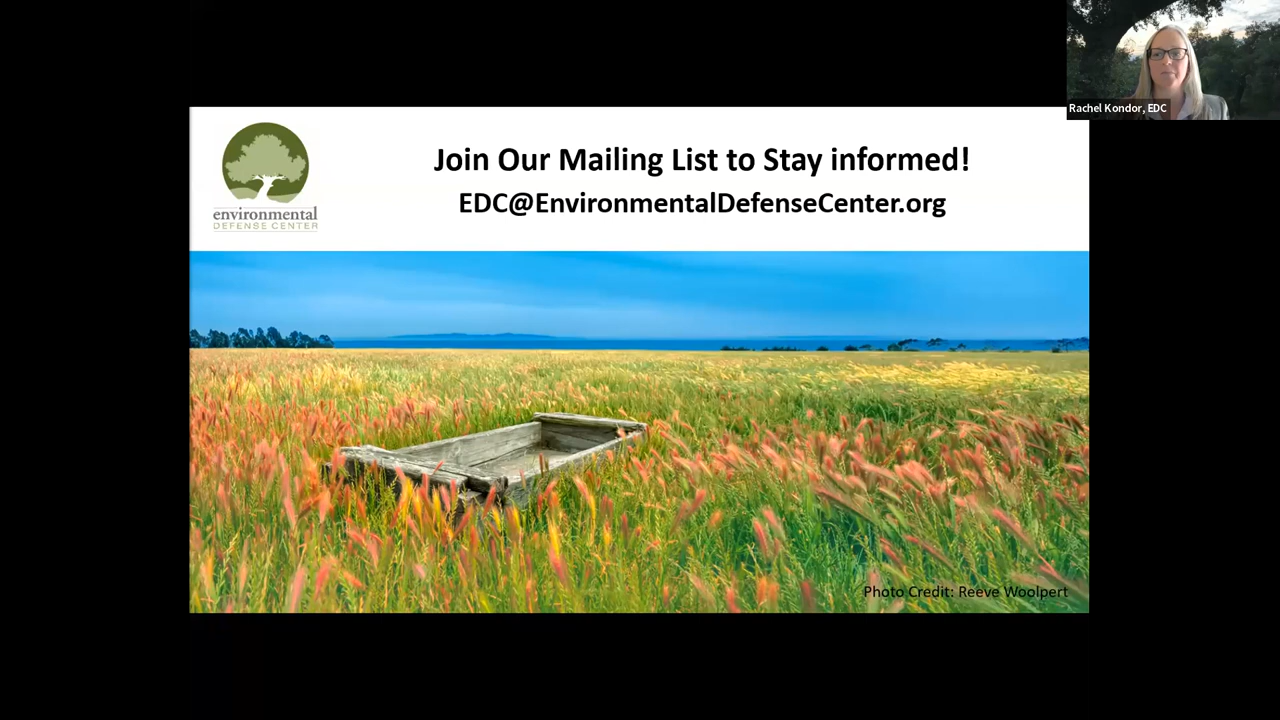 Rachel Kondor, EDC
Join Our Mailing List to Stay informed!
EDC@EnvironmentalDefenseCenter.org
environmental
DEFENSE CENTER
Photo Credit: Reeve Woolpert